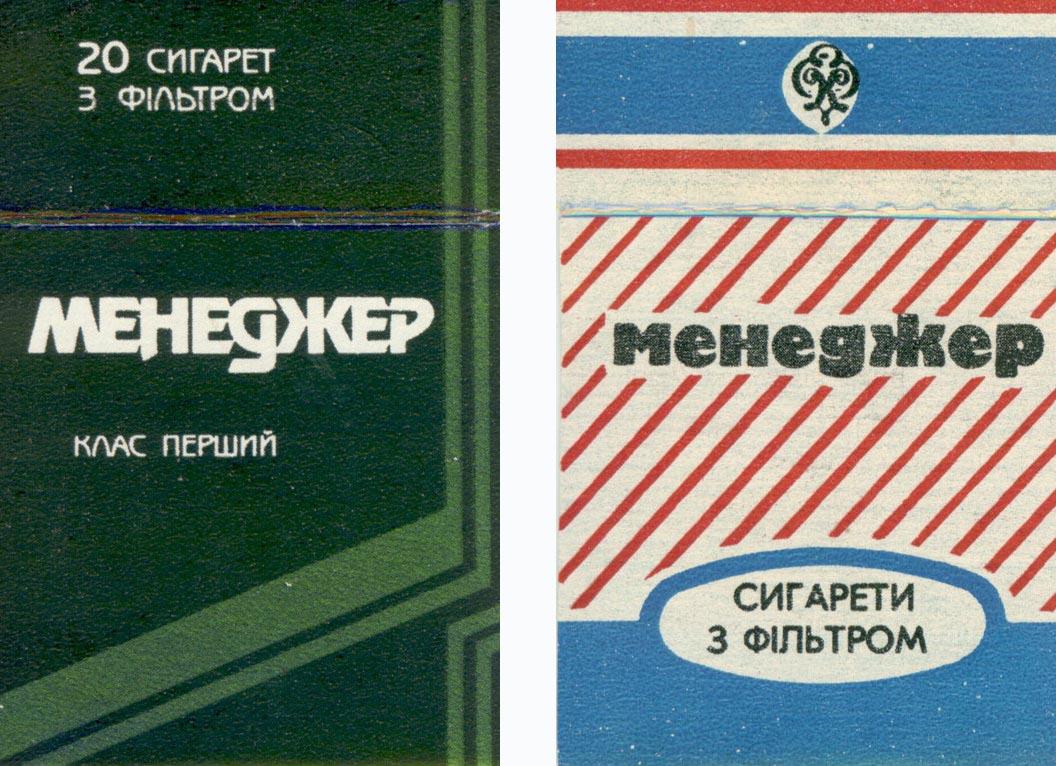 20 СИГАРЕТ
З ФІЛЬТРОМ
МЕНЕДЖЕР
КЛАС ПЕРШИЙ
менеджер
СИГАРЕТИ
З ФІЛЬТРОМ